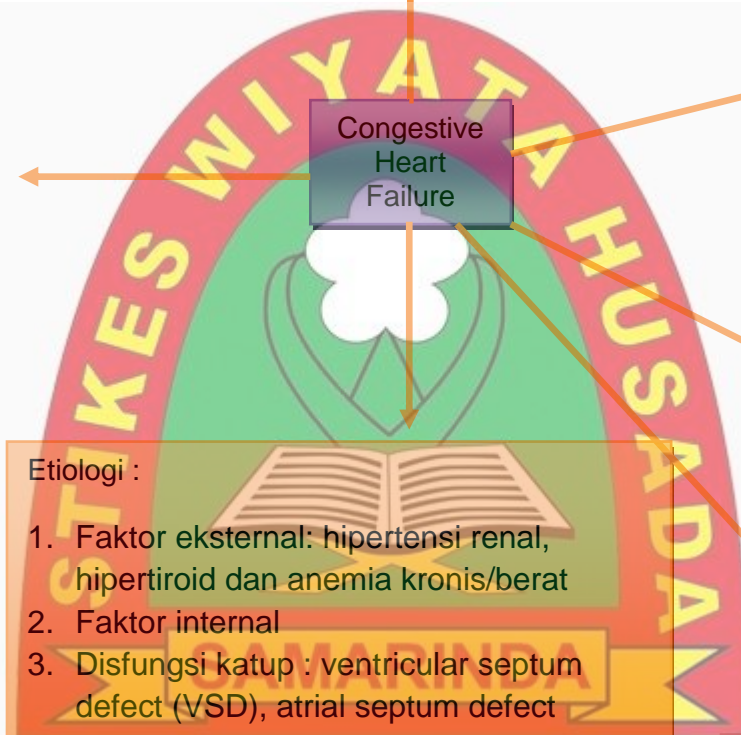 STIKES WIYATA HUSADA
Congestive
Heart
Failure
Etiologi :
1. Faktor eksternal: hipertensi renal,
hipertiroid dan anemia kronis/berat
2. Faktor internal
3. Disfungsi katup : ventricular septum
defect (VSD), atrial septum defect
SAMARINDA